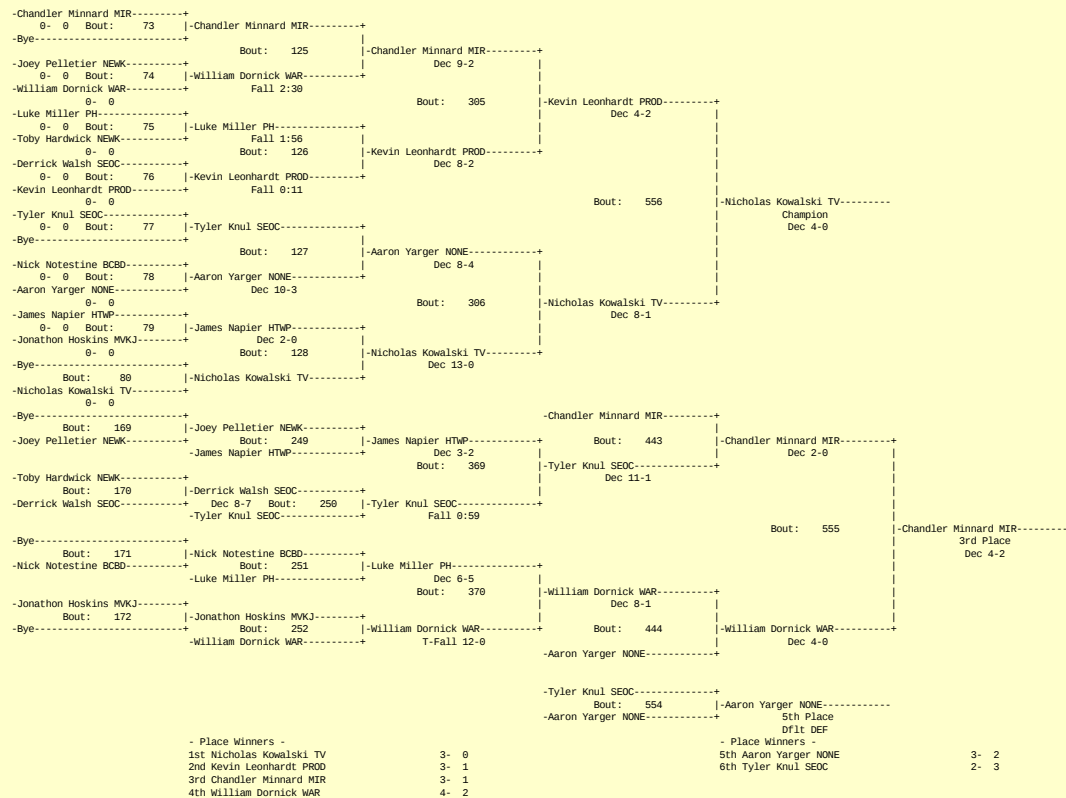 -Chandler Minnard MIR---------+
0-  0   Bout:    73     |-Chandler Minnard MIR---------+
-Bye--------------------------+                              |
Bout:    125         |-Chandler Minnard MIR---------+
-Joey Pelletier NEWK----------+                              |           Dec 9-2          |
0-  0   Bout:    74     |-William Dornick WAR----------+                              |
-William Dornick WAR----------+          Fall 2:30                                        |
0-  0                                                    Bout:    305         |-Kevin Leonhardt PROD---------+
-Luke Miller PH---------------+                                                           |           Dec 4-2          |
0-  0   Bout:    75     |-Luke Miller PH---------------+                              |                              |
-Toby Hardwick NEWK-----------+          Fall 1:56           |                              |                              |
0-  0                        Bout:    126         |-Kevin Leonhardt PROD---------+                              |
-Derrick Walsh SEOC-----------+                              |           Dec 8-2                                         |
0-  0   Bout:    76     |-Kevin Leonhardt PROD---------+                                                            |
-Kevin Leonhardt PROD---------+          Fall 0:11                                                                      |
0-  0                                                                                 Bout:    556         |-Nicholas Kowalski TV---------
-Tyler Knul SEOC--------------+                                                                                         |          Champion
0-  0   Bout:    77     |-Tyler Knul SEOC--------------+                                                            |           Dec 4-0
-Bye--------------------------+                              |                                                            |
Bout:    127         |-Aaron Yarger NONE------------+                              |
-Nick Notestine BCBD----------+                              |           Dec 8-4          |                              |
0-  0   Bout:    78     |-Aaron Yarger NONE------------+                              |                              |
-Aaron Yarger NONE------------+          Dec 10-3                                         |                              |
0-  0                                                    Bout:    306         |-Nicholas Kowalski TV---------+
-James Napier HTWP------------+                                                           |           Dec 8-1
0-  0   Bout:    79     |-James Napier HTWP------------+                              |
-Jonathon Hoskins MVKJ--------+           Dec 2-0            |                              |
0-  0                        Bout:    128         |-Nicholas Kowalski TV---------+
-Bye--------------------------+                              |          Dec 13-0
Bout:     80         |-Nicholas Kowalski TV---------+
-Nicholas Kowalski TV---------+
0-  0
-Bye--------------------------+                                                           -Chandler Minnard MIR---------+
Bout:    169         |-Joey Pelletier NEWK----------+                                                            |
-Joey Pelletier NEWK----------+        Bout:    249         |-James Napier HTWP------------+        Bout:    443         |-Chandler Minnard MIR---------+
-James Napier HTWP------------+           Dec 3-2          |                              |           Dec 2-0          |
Bout:    369         |-Tyler Knul SEOC--------------+                              |
-Toby Hardwick NEWK-----------+                                                           |          Dec 11-1                                         |
Bout:    170         |-Derrick Walsh SEOC-----------+                              |                                                            |
-Derrick Walsh SEOC-----------+   Dec 8-7   Bout:    250     |-Tyler Knul SEOC--------------+                                                            |
-Tyler Knul SEOC--------------+          Fall 0:59                                                                       |
Bout:    555         |-Chandler Minnard MIR---------
-Bye--------------------------+                                                                                                                       |         3rd Place
Bout:    171         |-Nick Notestine BCBD----------+                                                                                         |          Dec 4-2
-Nick Notestine BCBD----------+        Bout:    251         |-Luke Miller PH---------------+                                                            |
-Luke Miller PH---------------+           Dec 6-5          |                                                            |
Bout:    370         |-William Dornick WAR----------+                              |
-Jonathon Hoskins MVKJ--------+                                                           |           Dec 8-1          |                              |
Bout:    172         |-Jonathon Hoskins MVKJ--------+                              |                              |                              |
-Bye--------------------------+        Bout:    252         |-William Dornick WAR----------+        Bout:    444         |-William Dornick WAR----------+
-William Dornick WAR----------+         T-Fall 12-0                                       |           Dec 4-0
-Aaron Yarger NONE------------+
-Tyler Knul SEOC--------------+
Bout:    554         |-Aaron Yarger NONE------------
-Aaron Yarger NONE------------+         5th Place
Dflt DEF
- Place Winners -                                                                        - Place Winners -
1st Nicholas Kowalski TV                   3-  0                                        5th Aaron Yarger NONE                      3-  2
2nd Kevin Leonhardt PROD                   3-  1                                        6th Tyler Knul SEOC                        2-  3
3rd Chandler Minnard MIR                   3-  1
4th William Dornick WAR                    4-  2